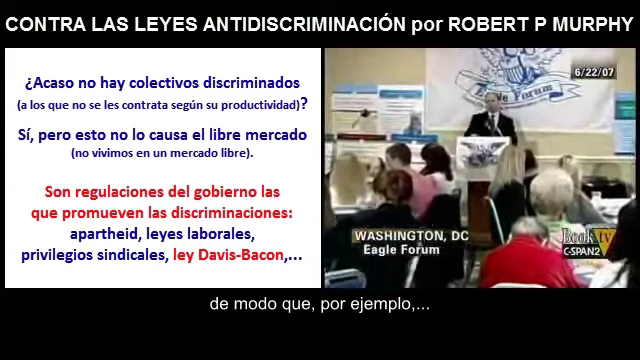 CONTRA LAS LEYES ANTIDISCRIMINACIÓN por ROBERT P MURPHY
¿Acaso no hay colectivos discriminados
(a los que no se les contrata según su productividad)?
Sí, pero esto no lo causa el libre mercado
(no vivimos en un mercado libre).
Son regulaciones del gobierno las
que promueven las discriminaciones:
apartheid, leyes laborales,
privilegios sindicales, ley Davis-Bacon,...
6/22/07
Eagle Forum
WASHINGTON, DC
Eagle Forum
Book tv
C-SPAN2
de modo que, por ejemplo,...